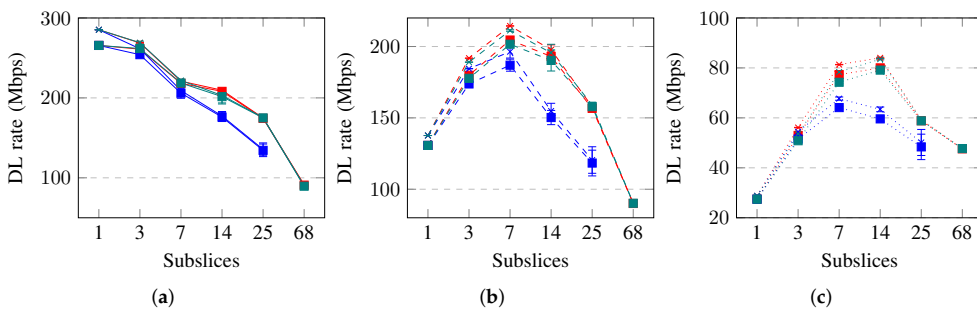 300
200
100
DL rate (Mbps)
1 3 7 14 25 68
Subslices
(a)
200
150
100
DL rate (Mbps)
1 3 7 14 25 68
Subslices
(b)
100
80
60
40
20
DL rate (Mbps)
1 3 7 14 25 68
Subslices
(c)